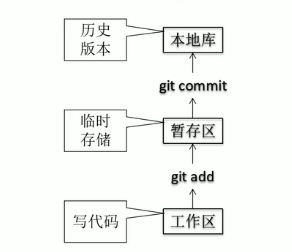 历史
版本
本地库
git commit
临时
存储
暂存区
git add
写代码
工作区